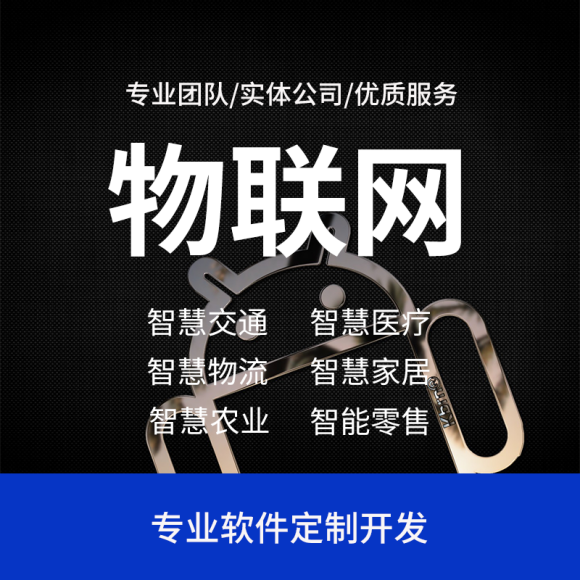 专业团队/实体公司/优质服务
物联网
智慧交通 智慧医疗
智慧物流 智慧家居
智慧农业 智能零售
专业软件定制开发